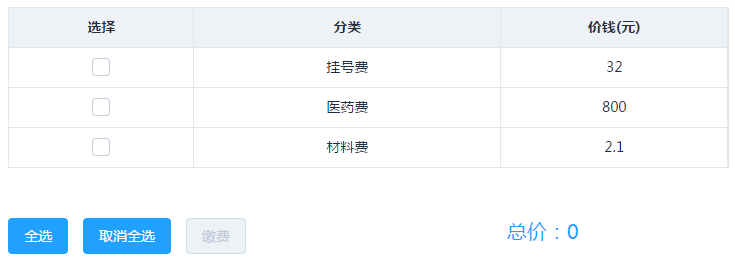 选择 分类 价钱(元)
挂号费 32
医药费 800
材料费 2.1
全选 取消全选 缴费 总价：0